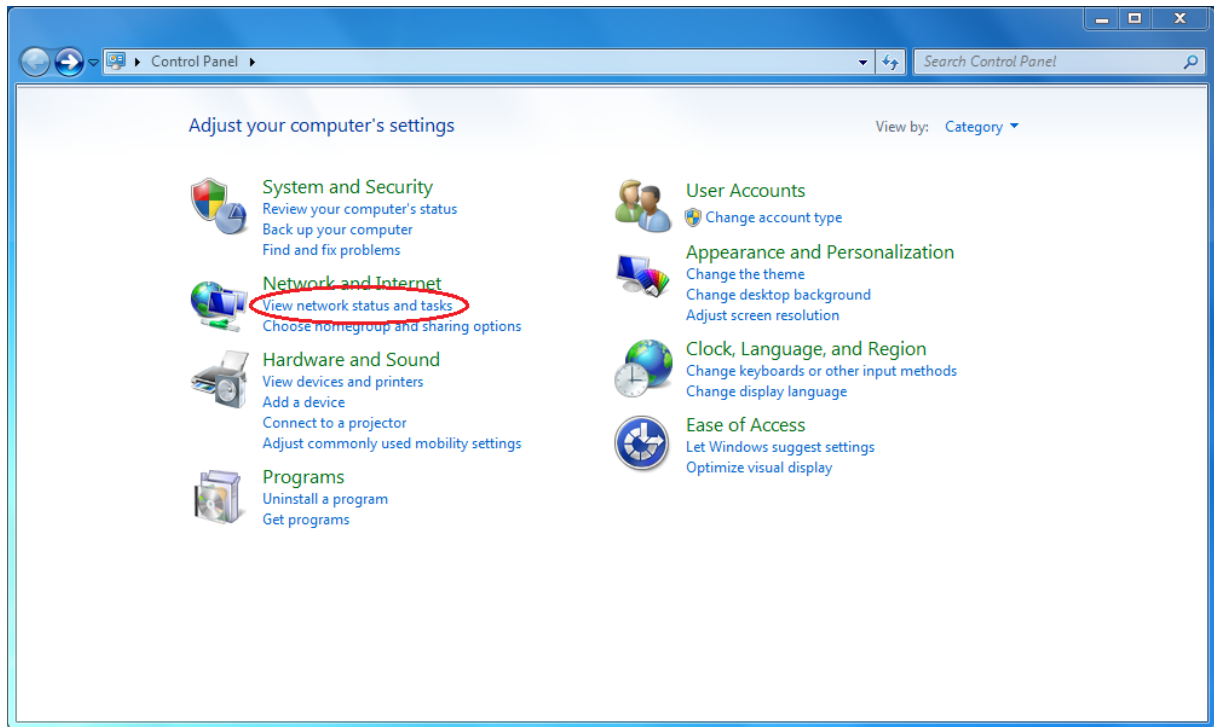 Control Panel
Search Control Panel
Adjust your computer's settings
View by: Category
System and Security
Review your computer's status
Back up your computer
Find and fix problems
Network and Internet
View network status and tasks
Choose homegroup and sharing options
Hardware and Sound
View devices and printers
Add a device
Connect to a projector
Adjust commonly used mobility settings
Programs
Uninstall a program
Get programs
User Accounts
Change account type
Appearance and Personalization
Change the theme
Change desktop background
Adjust screen resolution
Clock, Language, and Region
Change keyboards or other input methods
Change display language
Ease of Access
Let Windows suggest settings
Optimize visual display